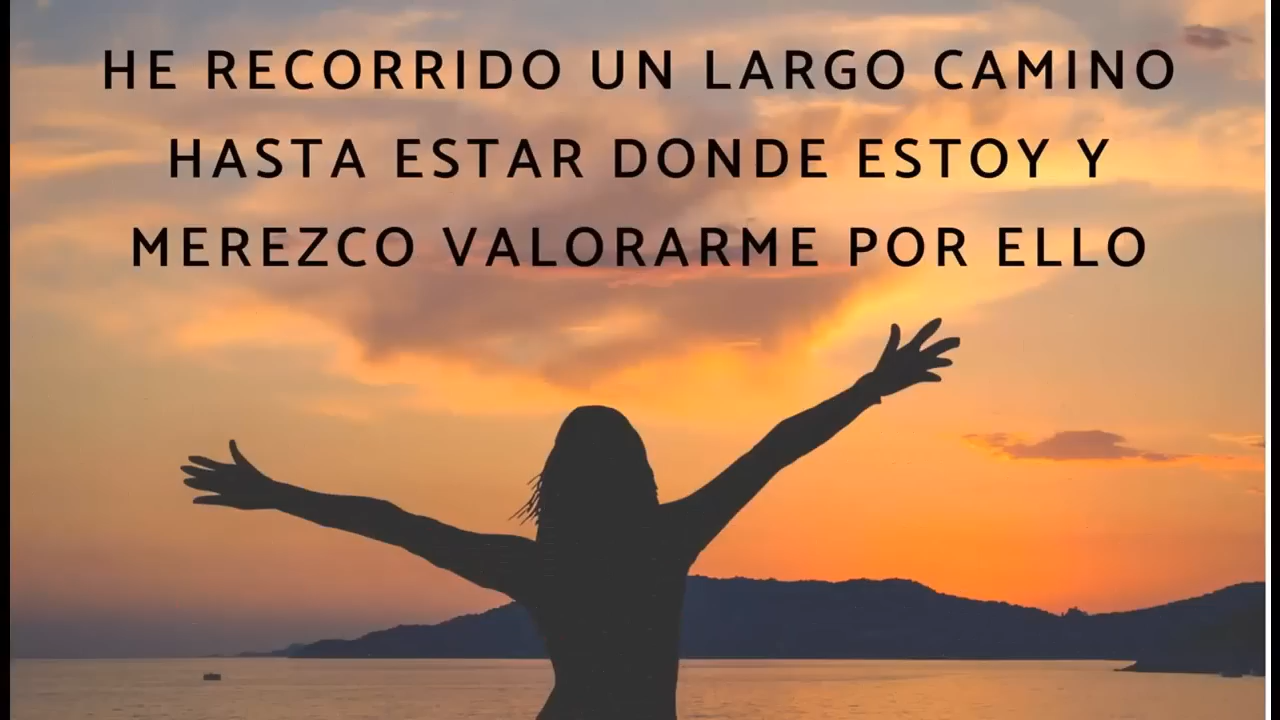 HE RECORRIDO UN LARGO CAMINO
HASTA ESTAR DONDE ESTOY Y
MEREZCO VALORARME POR ELLO